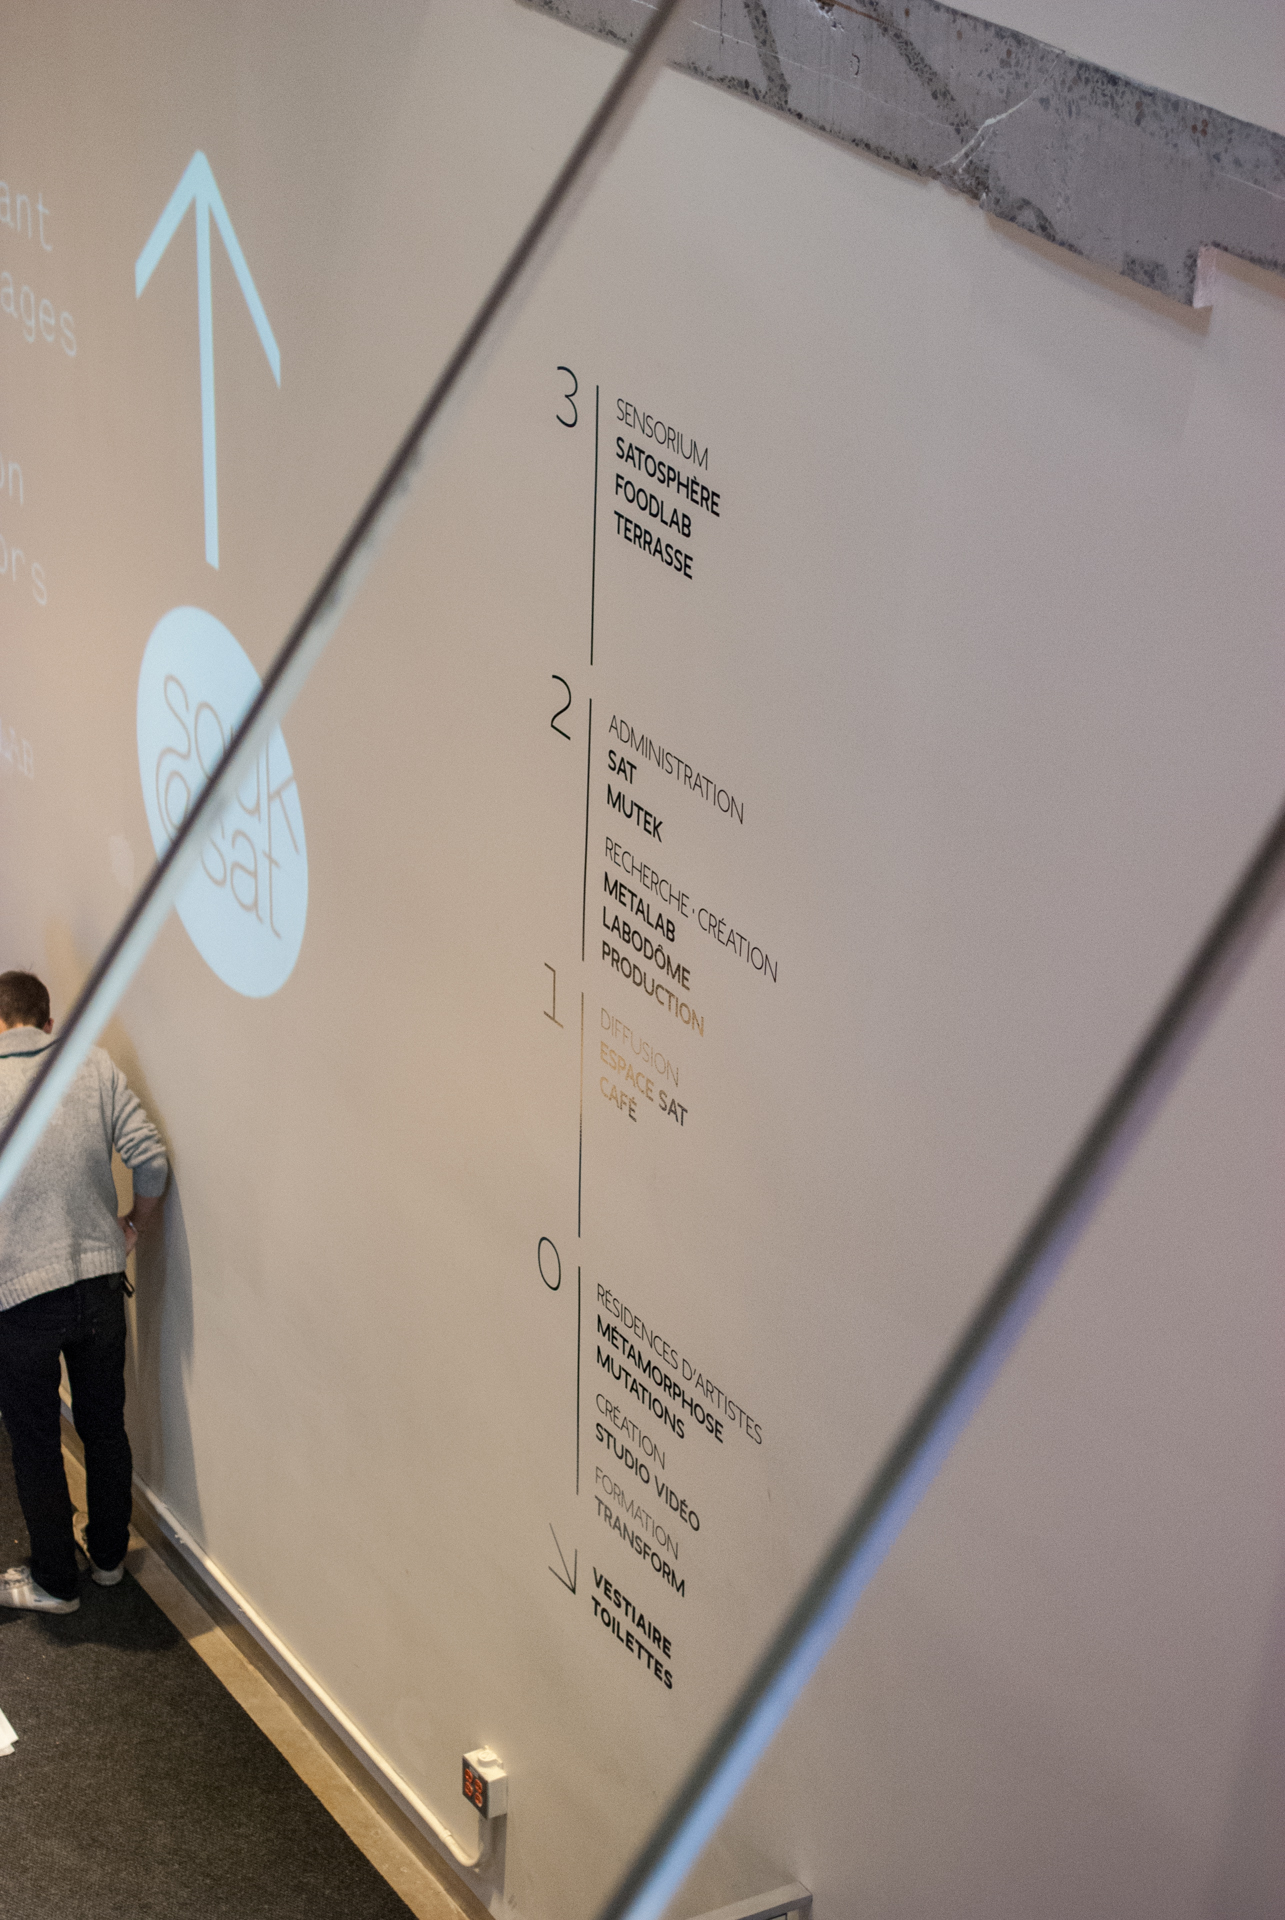 ant
ages
on
ors
souk
@
sat
3
SENSORIUM
SATOSPHÈRE
FOODLAB
TERRASSE
2
ADMINISTRATION
SAT
MUTEK
RECHERCHE · CRÉATION
METALAB
LABODÔME
PRODUCTION
1
DIFFUSION
ESPACE SAT
CAFÉ
0
RÉSIDENCES D'ARTISTES
MÉTAMORPHOSE
MUTATIONS
CRÉATION
STUDIO VIDÉO
FORMATION
TRANSFORM
VESTIAIRE
TOILETTES